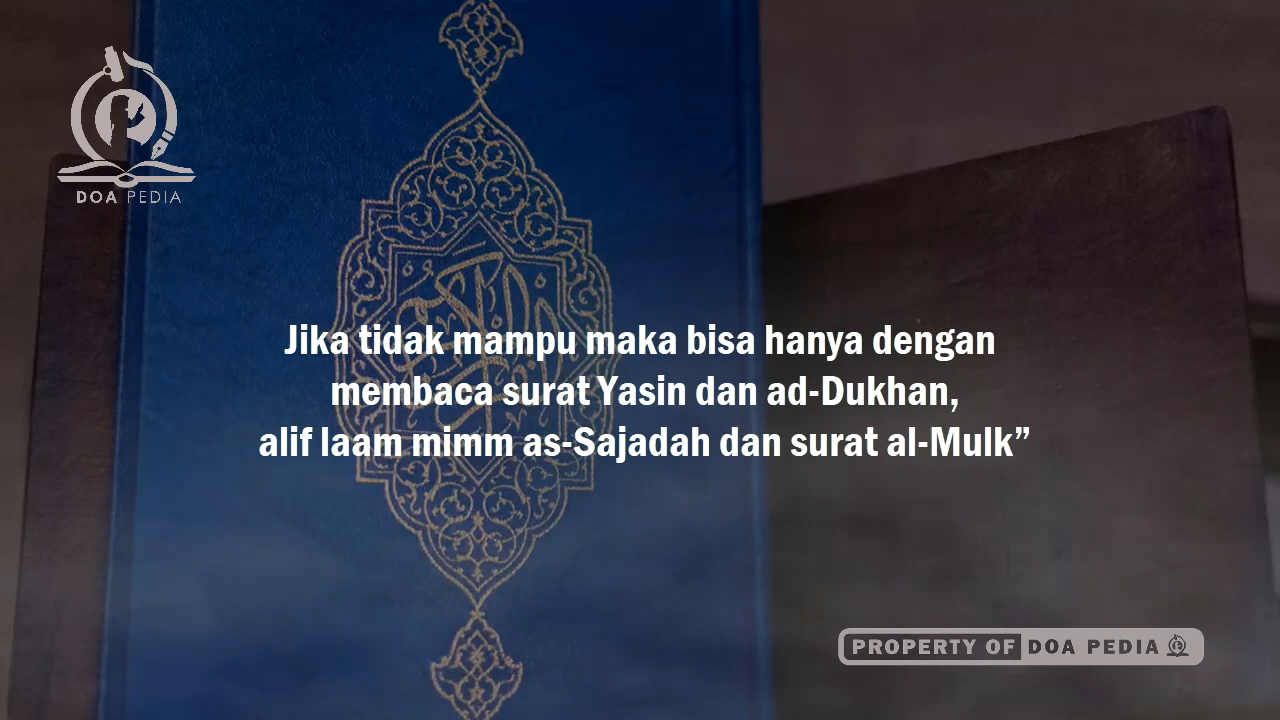 DOA PEDIA
Jika tidak mampu maka bisa hanya dengan
membaca surat Yasin dan ad-Dukhan,
alif laam mimm as-Sajadah dan surat al-Mulk”
PROPERTY OF DOA PEDIA